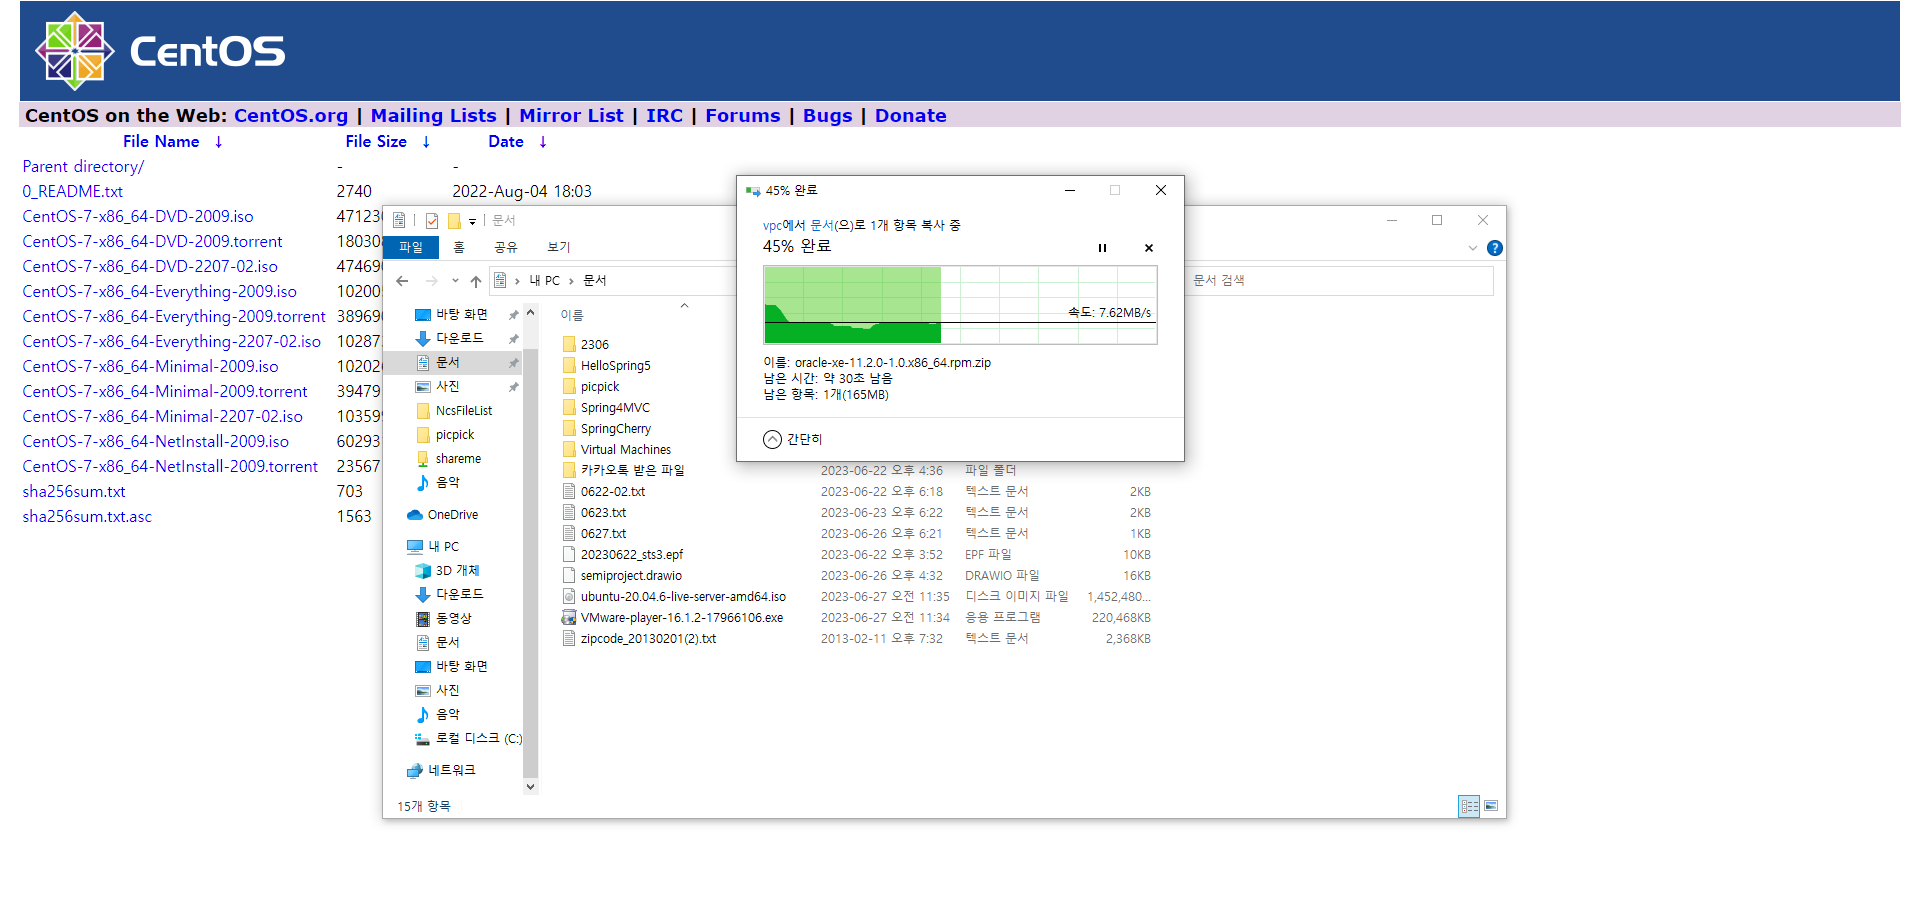 CentOS
CentOS on the Web: CentOS.org | Mailing Lists | Mirror List | IRC | Forums | Bugs | Donate
File Name ↓ File Size ↓ Date ↓
Parent directory/ - -
0_README.txt 2740 2022-Aug-04 18:03
CentOS-7-x86_64-DVD-2009.iso 47123
CentOS-7-x86_64-DVD-2009.torrent 18030
CentOS-7-x86_64-DVD-2207-02.iso 47469
CentOS-7-x86_64-Everything-2009.iso 10200
CentOS-7-x86_64-Everything-2009.torrent 38969
CentOS-7-x86_64-Everything-2207-02.iso 10287
CentOS-7-x86_64-Minimal-2009.iso 10202
CentOS-7-x86_64-Minimal-2009.torrent 39479
CentOS-7-x86_64-Minimal-2207-02.iso 10359
CentOS-7-x86_64-NetInstall-2009.iso 60293
CentOS-7-x86_64-NetInstall-2009.torrent 23567
sha256sum.txt 703
sha256sum.txt.asc 1563
문서
파일 홈 공유 보기
내 PC 문서
문서 검색
바탕 화면
다운로드
문서
사진
NcsFileList
picpick
shareme
음악
OneDrive
내 PC
3D 개체
다운로드
동영상
문서
바탕 화면
사진
음악
로컬 디스크 (C:)
네트워크
15개 항목
이름
2306
HelloSpring5
picpick
Spring4MVC
SpringCherry
Virtual Machines
카카오톡 받은 파일 2023-06-22 오후 4:36 파일 폴더
0622-02.txt 2023-06-22 오후 6:18 텍스트 문서 2KB
0623.txt 2023-06-23 오후 6:22 텍스트 문서 2KB
0627.txt 2023-06-26 오후 6:21 텍스트 문서 1KB
20230622_sts3.epf 2023-06-22 오후 3:52 EPF 파일 10KB
semiproject.drawio 2023-06-26 오후 4:32 DRAWIO 파일 16KB
ubuntu-20.04.6-live-server-amd64.iso 2023-06-27 오전 11:35 디스크 이미지 파일 1,452,480...
VMware-player-16.1.2-17966106.exe 2023-06-27 오전 11:34 응용 프로그램 220,468KB
zipcode_20130201(2).txt 2013-02-11 오후 7:32 텍스트 문서 2,368KB
45% 완료
vpc에서 문서(으)로 1개 항목 복사 중
45% 완료
속도: 7.62MB/s
이름: oracle-xe-11.2.0-1.0.x86_64.rpm.zip
남은 시간: 약 30초 남음
남은 항목: 1개(165MB)
간단히